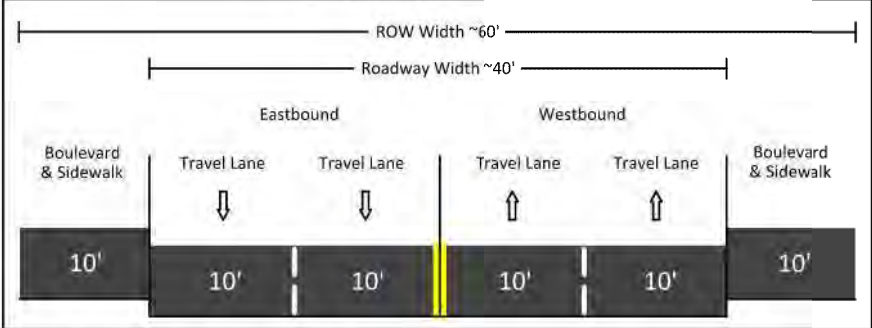 ROW Width ~60'
Roadway Width ~40'
Eastbound
Westbound
Boulevard
& Sidewalk
Travel Lane
Travel Lane
Travel Lane
Travel Lane
Boulevard
& Sidewalk
10'
10'
10'
10'
10'
10'